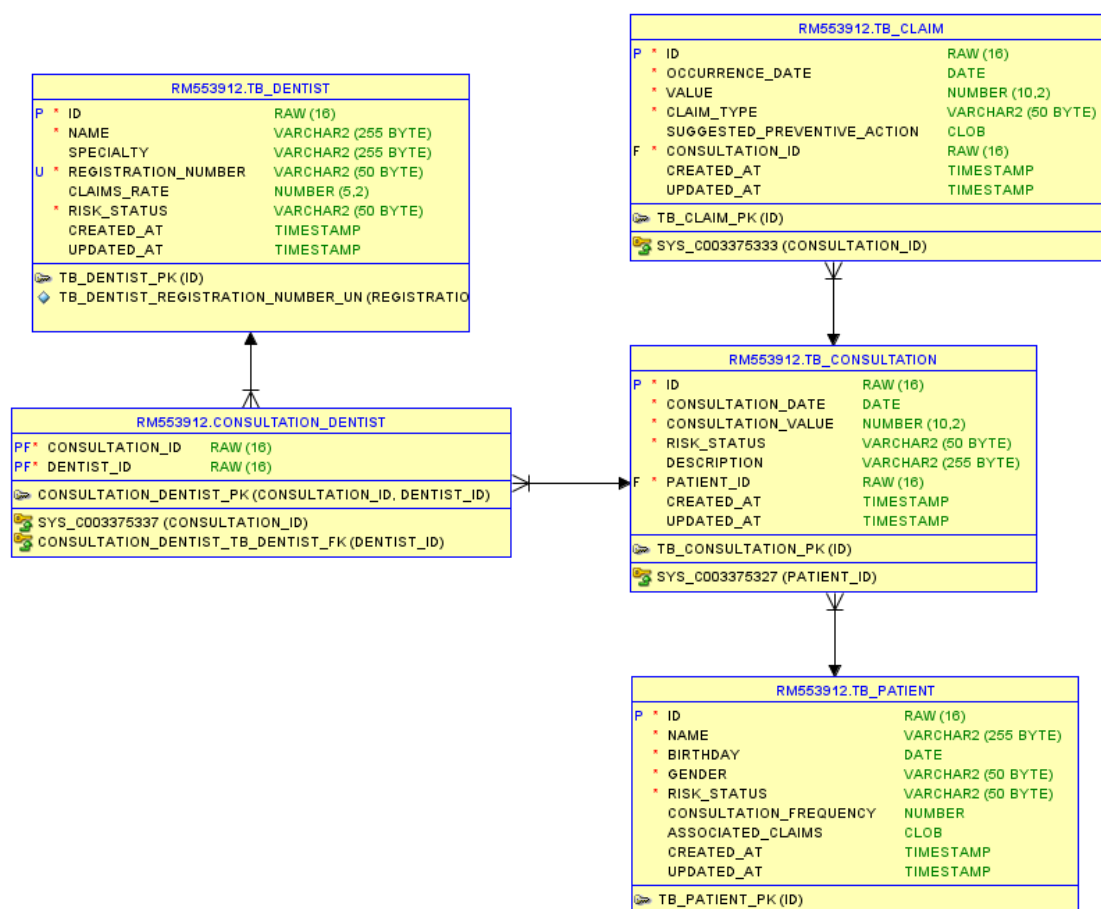 RM553912.TB_DENTIST
P * ID RAW (16)
* NAME VARCHAR2 (255 BYTE)
SPECIALTY VARCHAR2 (255 BYTE)
U * REGISTRATION_NUMBER VARCHAR2 (50 BYTE)
CLAIMS_RATE NUMBER (5,2)
* RISK_STATUS VARCHAR2 (50 BYTE)
CREATED_AT TIMESTAMP
UPDATED_AT TIMESTAMP
TB_DENTIST_PK (ID)
TB_DENTIST_REGISTRATION_NUMBER_UN (REGISTRATIO
RM553912.TB_CLAIM
P * ID RAW (16)
* OCCURRENCE_DATE DATE
* VALUE NUMBER (10,2)
* CLAIM_TYPE VARCHAR2 (50 BYTE)
SUGGESTED_PREVENTIVE_ACTION CLOB
F * CONSULTATION_ID RAW (16)
CREATED_AT TIMESTAMP
UPDATED_AT TIMESTAMP
TB_CLAIM_PK (ID)
SYS_C003375333 (CONSULTATION_ID)
RM553912.CONSULTATION_DENTIST
PF* CONSULTATION_ID RAW (16)
PF* DENTIST_ID RAW (16)
CONSULTATION_DENTIST_PK (CONSULTATION_ID, DENTIST_ID)
SYS_C003375337 (CONSULTATION_ID)
CONSULTATION_DENTIST_TB_DENTIST_FK (DENTIST_ID)
RM553912.TB_CONSULTATION
P * ID RAW (16)
* CONSULTATION_DATE DATE
* CONSULTATION_VALUE NUMBER (10,2)
* RISK_STATUS VARCHAR2 (50 BYTE)
DESCRIPTION VARCHAR2 (255 BYTE)
F * PATIENT_ID RAW (16)
CREATED_AT TIMESTAMP
UPDATED_AT TIMESTAMP
TB_CONSULTATION_PK (ID)
SYS_C003375327 (PATIENT_ID)
RM553912.TB_PATIENT
P * ID RAW (16)
* NAME VARCHAR2 (255 BYTE)
* BIRTHDAY DATE
* GENDER VARCHAR2 (50 BYTE)
* RISK_STATUS VARCHAR2 (50 BYTE)
CONSULTATION_FREQUENCY NUMBER
ASSOCIATED_CLAIMS CLOB
CREATED_AT TIMESTAMP
UPDATED_AT TIMESTAMP
TB_PATIENT_PK (ID)